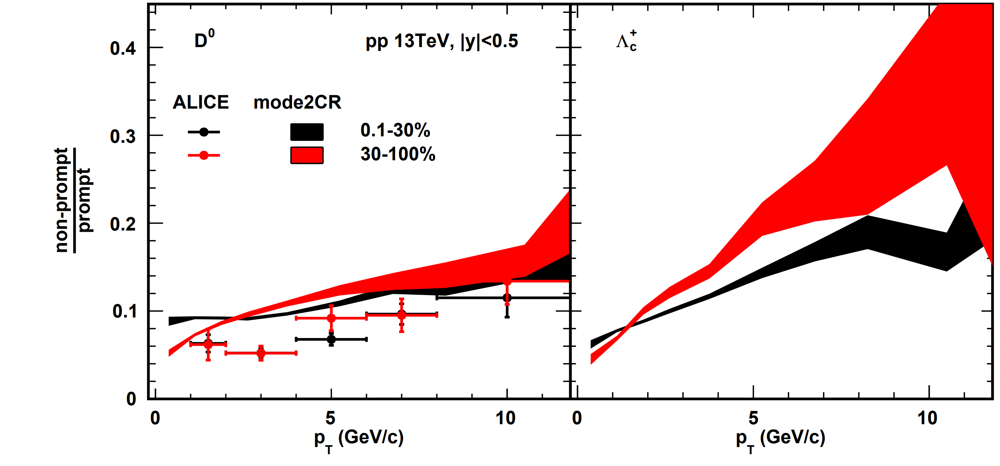 D⁰
pp 13TeV, |y|<0.5
Λc⁺
ALICE mode2CR
0.1-30%
30-100%
non-prompt
prompt
0.4
0.3
0.2
0.1
0
0 5 10
0 5 10
pT (GeV/c)
pT (GeV/c)